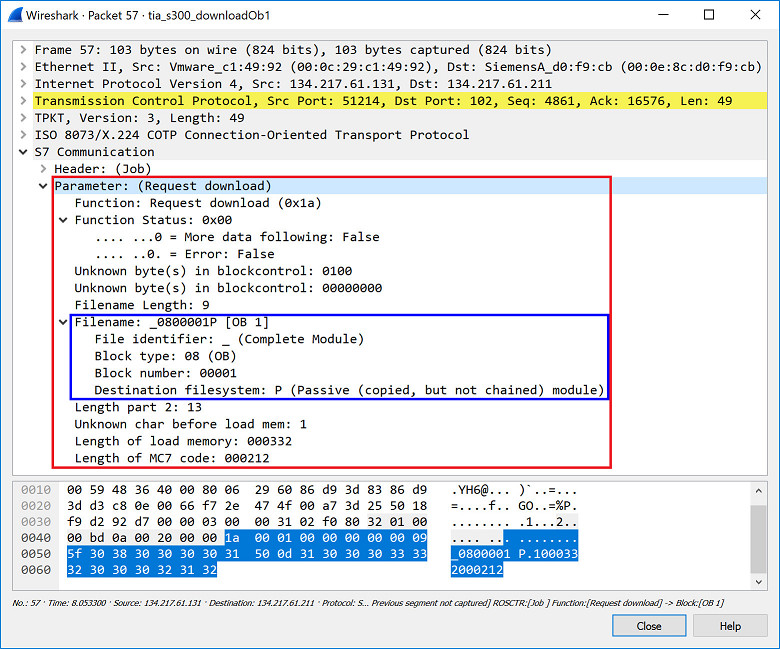 Wireshark · Packet 57 · tia_s300_downloadOb1
Frame 57: 103 bytes on wire (824 bits), 103 bytes captured (824 bits)
Ethernet II, Src: Vmware_c1:49:92 (00:0c:29:c1:49:92), Dst: SiemensA_d0:f9:cb (00:0e:8c:d0:f9:cb)
Internet Protocol Version 4, Src: 134.217.61.131, Dst: 134.217.61.211
Transmission Control Protocol, Src Port: 51214, Dst Port: 102, Seq: 4861, Ack: 16576, Len: 49
TPKT, Version: 3, Length: 49
ISO 8073/X.224 COTP Connection-Oriented Transport Protocol
S7 Communication
Header: (Job)
Parameter: (Request download)
Function: Request download (0x1a)
Function Status: 0x00
.... ...0 = More data following: False
.... ..0. = Error: False
Unknown byte(s) in blockcontrol: 0100
Unknown byte(s) in blockcontrol: 00000000
Filename Length: 9
Filename: _0800001P [OB 1]
File identifier: _ (Complete Module)
Block type: 08 (OB)
Block number: 00001
Destination filesystem: P (Passive (copied, but not chained) module)
Length part 2: 13
Unknown char before load mem: 1
Length of load memory: 000332
Length of MC7 code: 000212
0010 00 59 48 36 40 00 80 06 29 60 86 d9 3d 83 86 d9 .YH6@... )`..=...
0020 3d d3 c8 0e 00 66 f7 2e 47 4f 00 a7 3d 25 50 18 =....f.. GO..=%P.
0030 f9 d2 92 d7 00 00 03 00 00 31 02 f0 80 32 01 00 ........ .1...2..
0040 00 bd 0a 00 20 00 00 1a 00 01 00 00 00 00 00 09 .... ... ........
0050 5f 30 38 30 30 30 30 31 50 0d 31 30 30 30 33 33 _0800001 P.100033
0060 32 30 30 30 32 31 32 2000212
No.: 57 · Time: 8.053300 · Source: 134.217.61.131 · Destination: 134.217.61.211 · Protocol: S... Previous segment not captured] ROSCTR:[Job ] Function:[Request download] -> Block:[OB 1]
Close Help